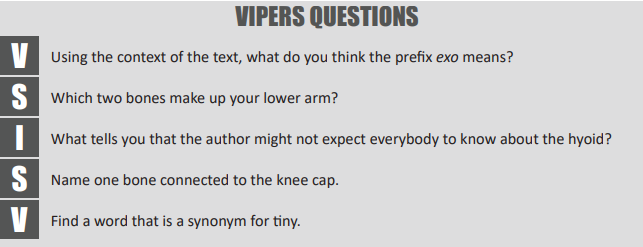 VIPERS QUESTIONS
V Using the context of the text, what do you think the prefix exo means?
S Which two bones make up your lower arm?
I What tells you that the author might not expect everybody to know about the hyoid?
S Name one bone connected to the knee cap.
V Find a word that is a synonym for tiny.